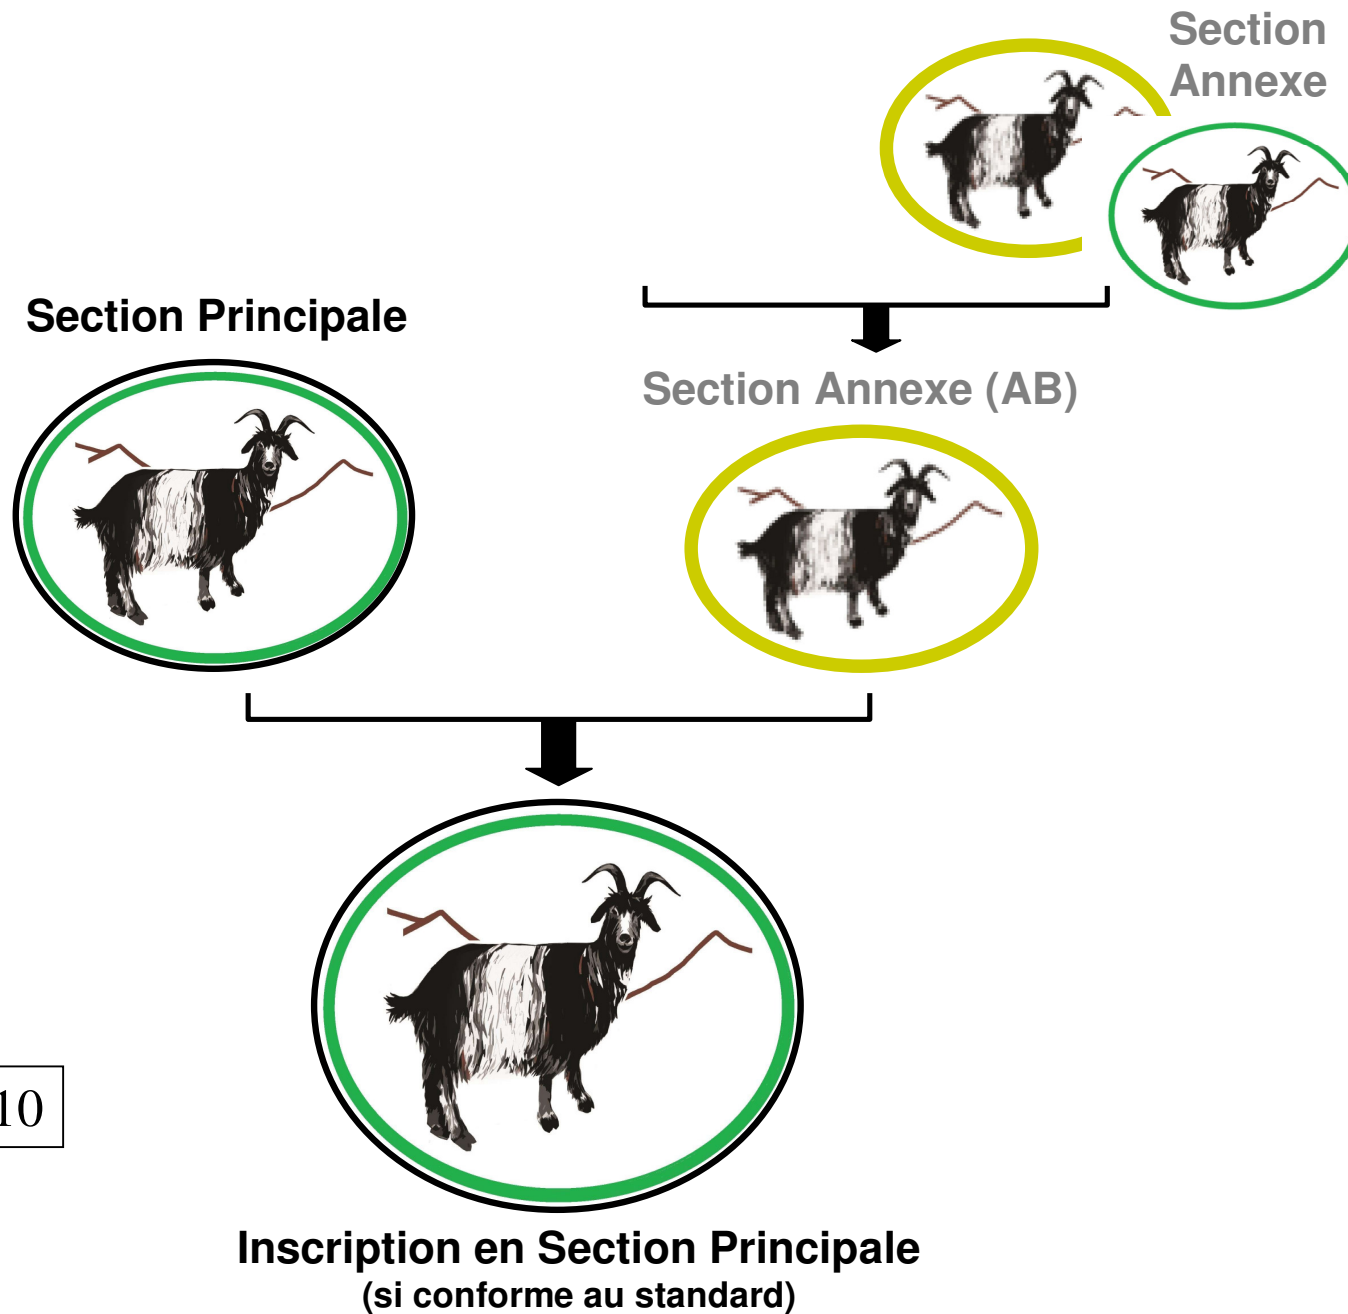 Section
Annexe
Section Principale
Section Annexe (AB)
10
Inscription en Section Principale
(si conforme au standard)